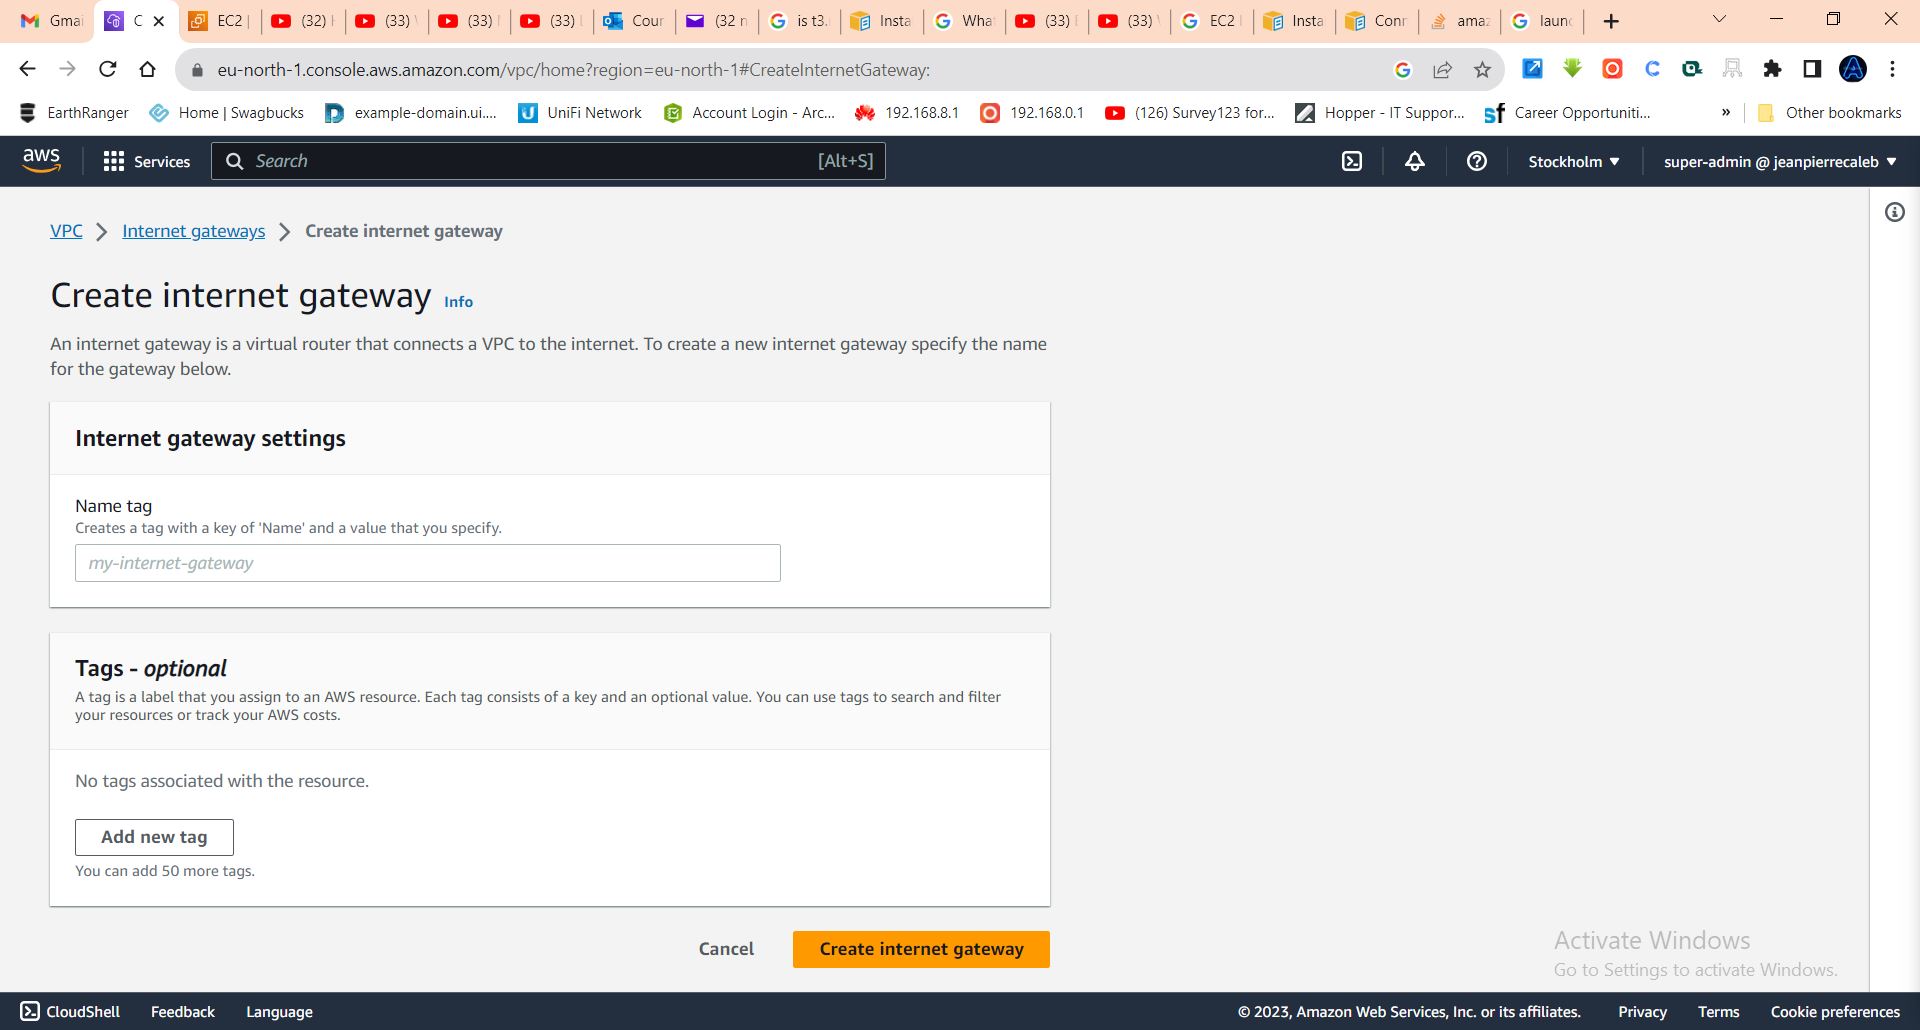 Gmai
C
EC2 |
(32)
(33)
(33)
(33)
Cour
(32 n
is t3.
Insta
Wha
(33)
(33)
EC2
Insta
Conn
amaz
launc
eu-north-1.console.aws.amazon.com/vpc/home?region=eu-north-1#CreateInternetGateway:
EarthRanger
Home | Swagbucks
example-domain.ui....
UniFi Network
Account Login - Arc...
192.168.8.1
192.168.0.1
(126) Survey123 for...
Hopper - IT Suppor...
Career Opportuniti...
»
Other bookmarks
aws
Services
Search
[Alt+S]
Stockholm
super-admin @ jeanpierrecaleb
VPC
Internet gateways
Create internet gateway
Create internet gateway Info
An internet gateway is a virtual router that connects a VPC to the internet. To create a new internet gateway specify the name
for the gateway below.
Internet gateway settings
Name tag
Creates a tag with a key of 'Name' and a value that you specify.
my-internet-gateway
Tags - optional
A tag is a label that you assign to an AWS resource. Each tag consists of a key and an optional value. You can use tags to search and filter
your resources or track your AWS costs.
No tags associated with the resource.
Add new tag
You can add 50 more tags.
Cancel
Create internet gateway
Activate Windows
Go to Settings to activate Windows.
CloudShell
Feedback
Language
© 2023, Amazon Web Services, Inc. or its affiliates.
Privacy
Terms
Cookie preferences